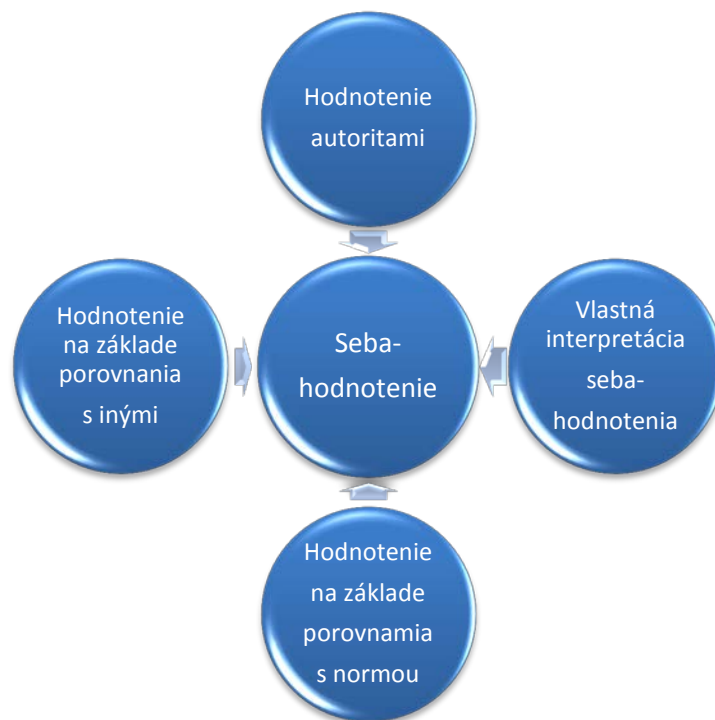 Hodnotenie
autoritami
Hodnotenie
na základe
porovnania
s inými
Seba-
hodnotenie
Vlastná
interpretácia
seba-
hodnotenia
Hodnotenie
na základe
porovnamia
s normou